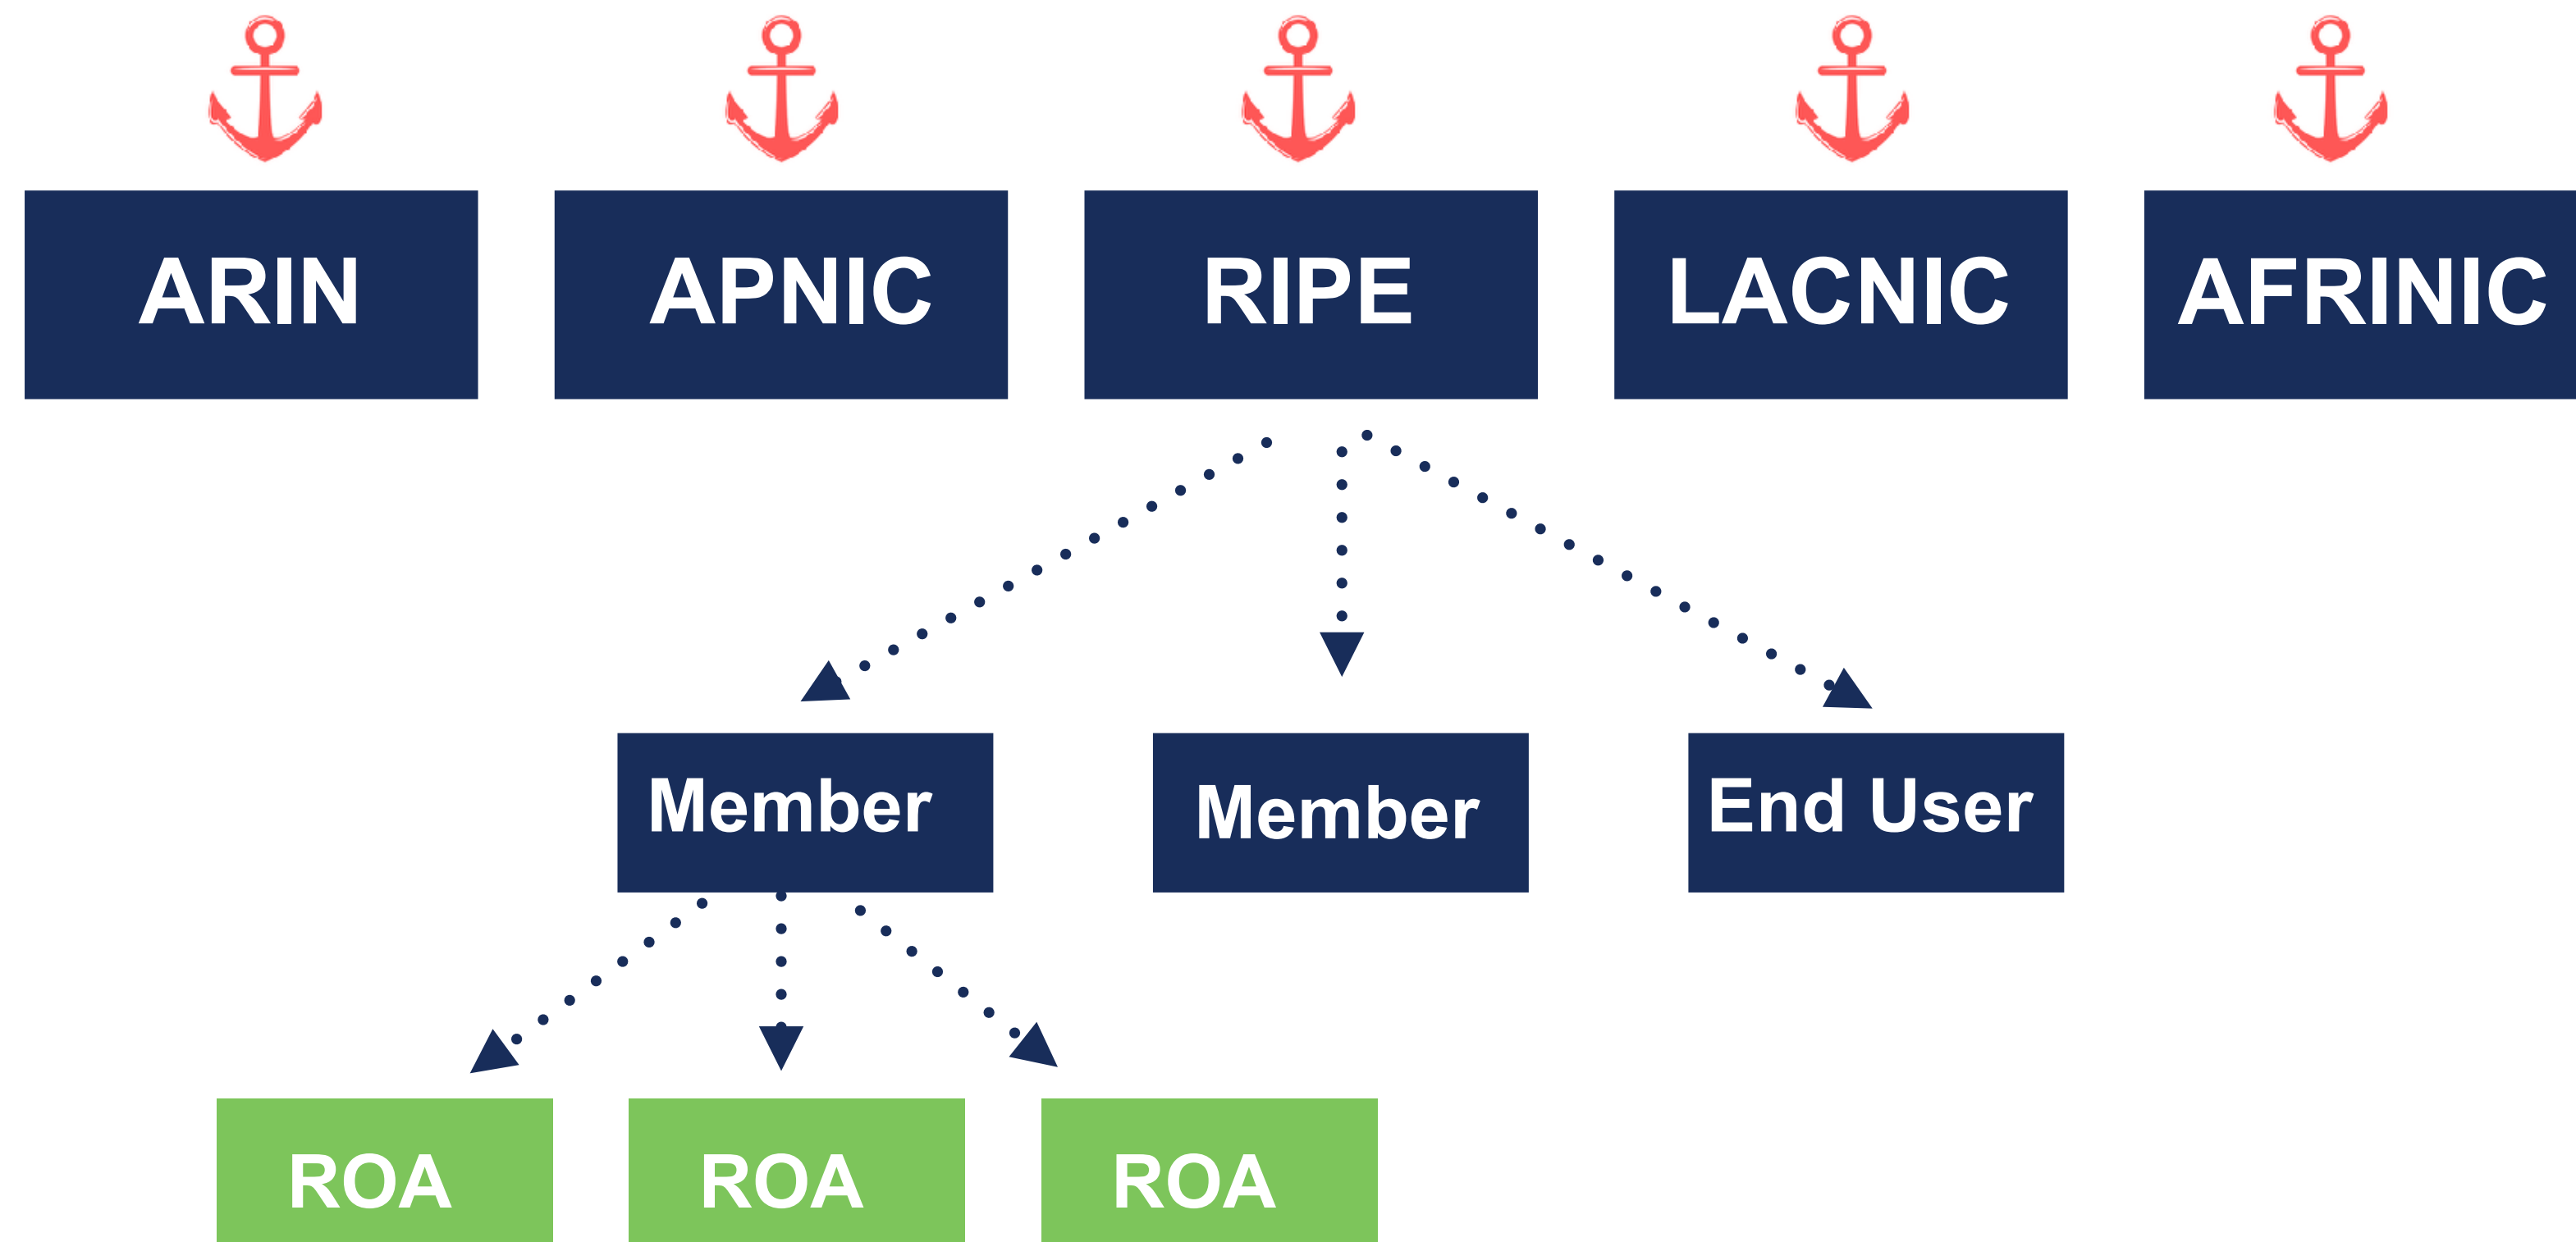 ARIN
APNIC
RIPE
LACNIC
AFRINIC
Member
Member
End User
ROA
ROA
ROA